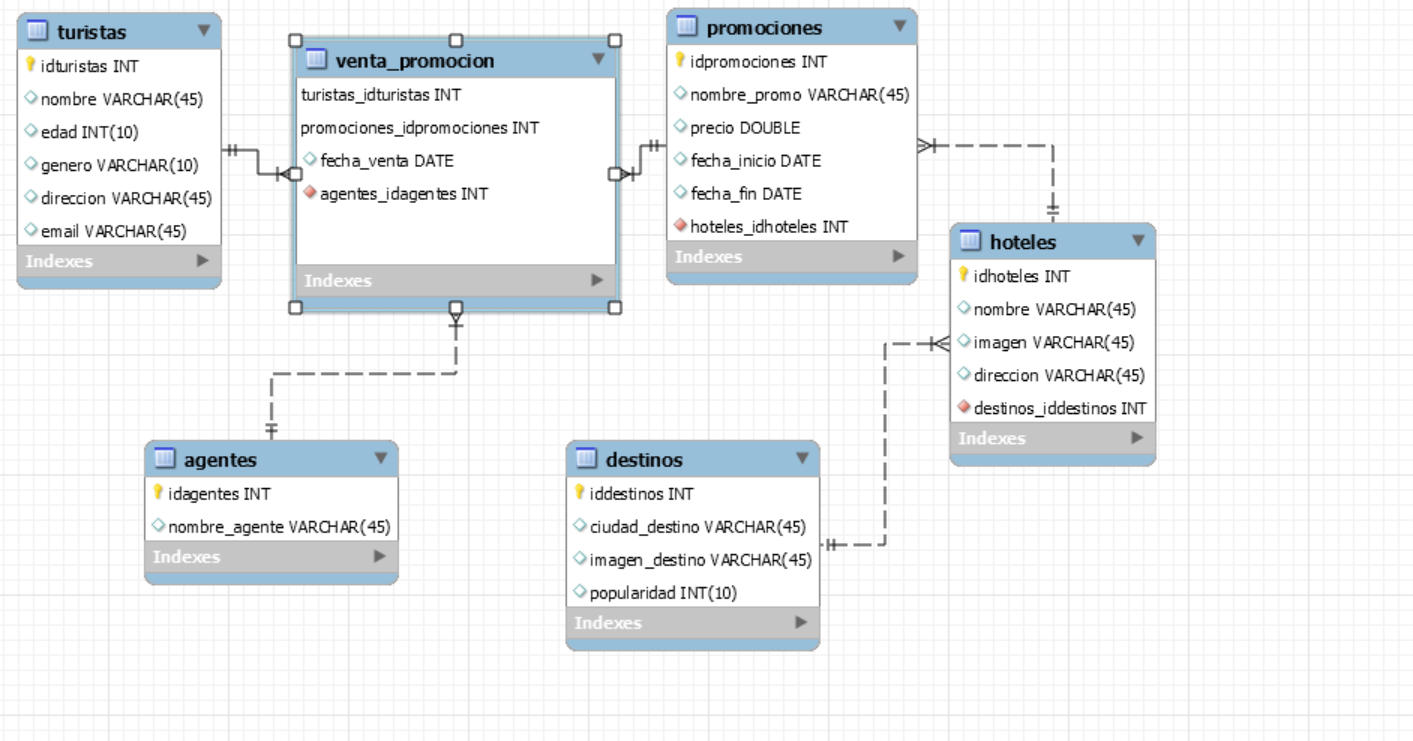 turistas
idturistas INT
nombre VARCHAR(45)
edad INT(10)
genero VARCHAR(10)
direccion VARCHAR(45)
email VARCHAR(45)
Indexes
venta_promocion
turistas_idturistas INT
promociones_idpromociones INT
fecha_venta DATE
agentes_idagentes INT
Indexes
promociones
idpromociones INT
nombre_promo VARCHAR(45)
precio DOUBLE
fecha_inicio DATE
fecha_fin DATE
hoteles_idhoteles INT
Indexes
hoteles
idhoteles INT
nombre VARCHAR(45)
imagen VARCHAR(45)
direccion VARCHAR(45)
destinos_iddestinos INT
Indexes
agentes
idagentes INT
nombre_agente VARCHAR(45)
Indexes
destinos
iddestinos INT
ciudad_destino VARCHAR(45)
imagen_destino VARCHAR(45)
popularidad INT(10)
Indexes